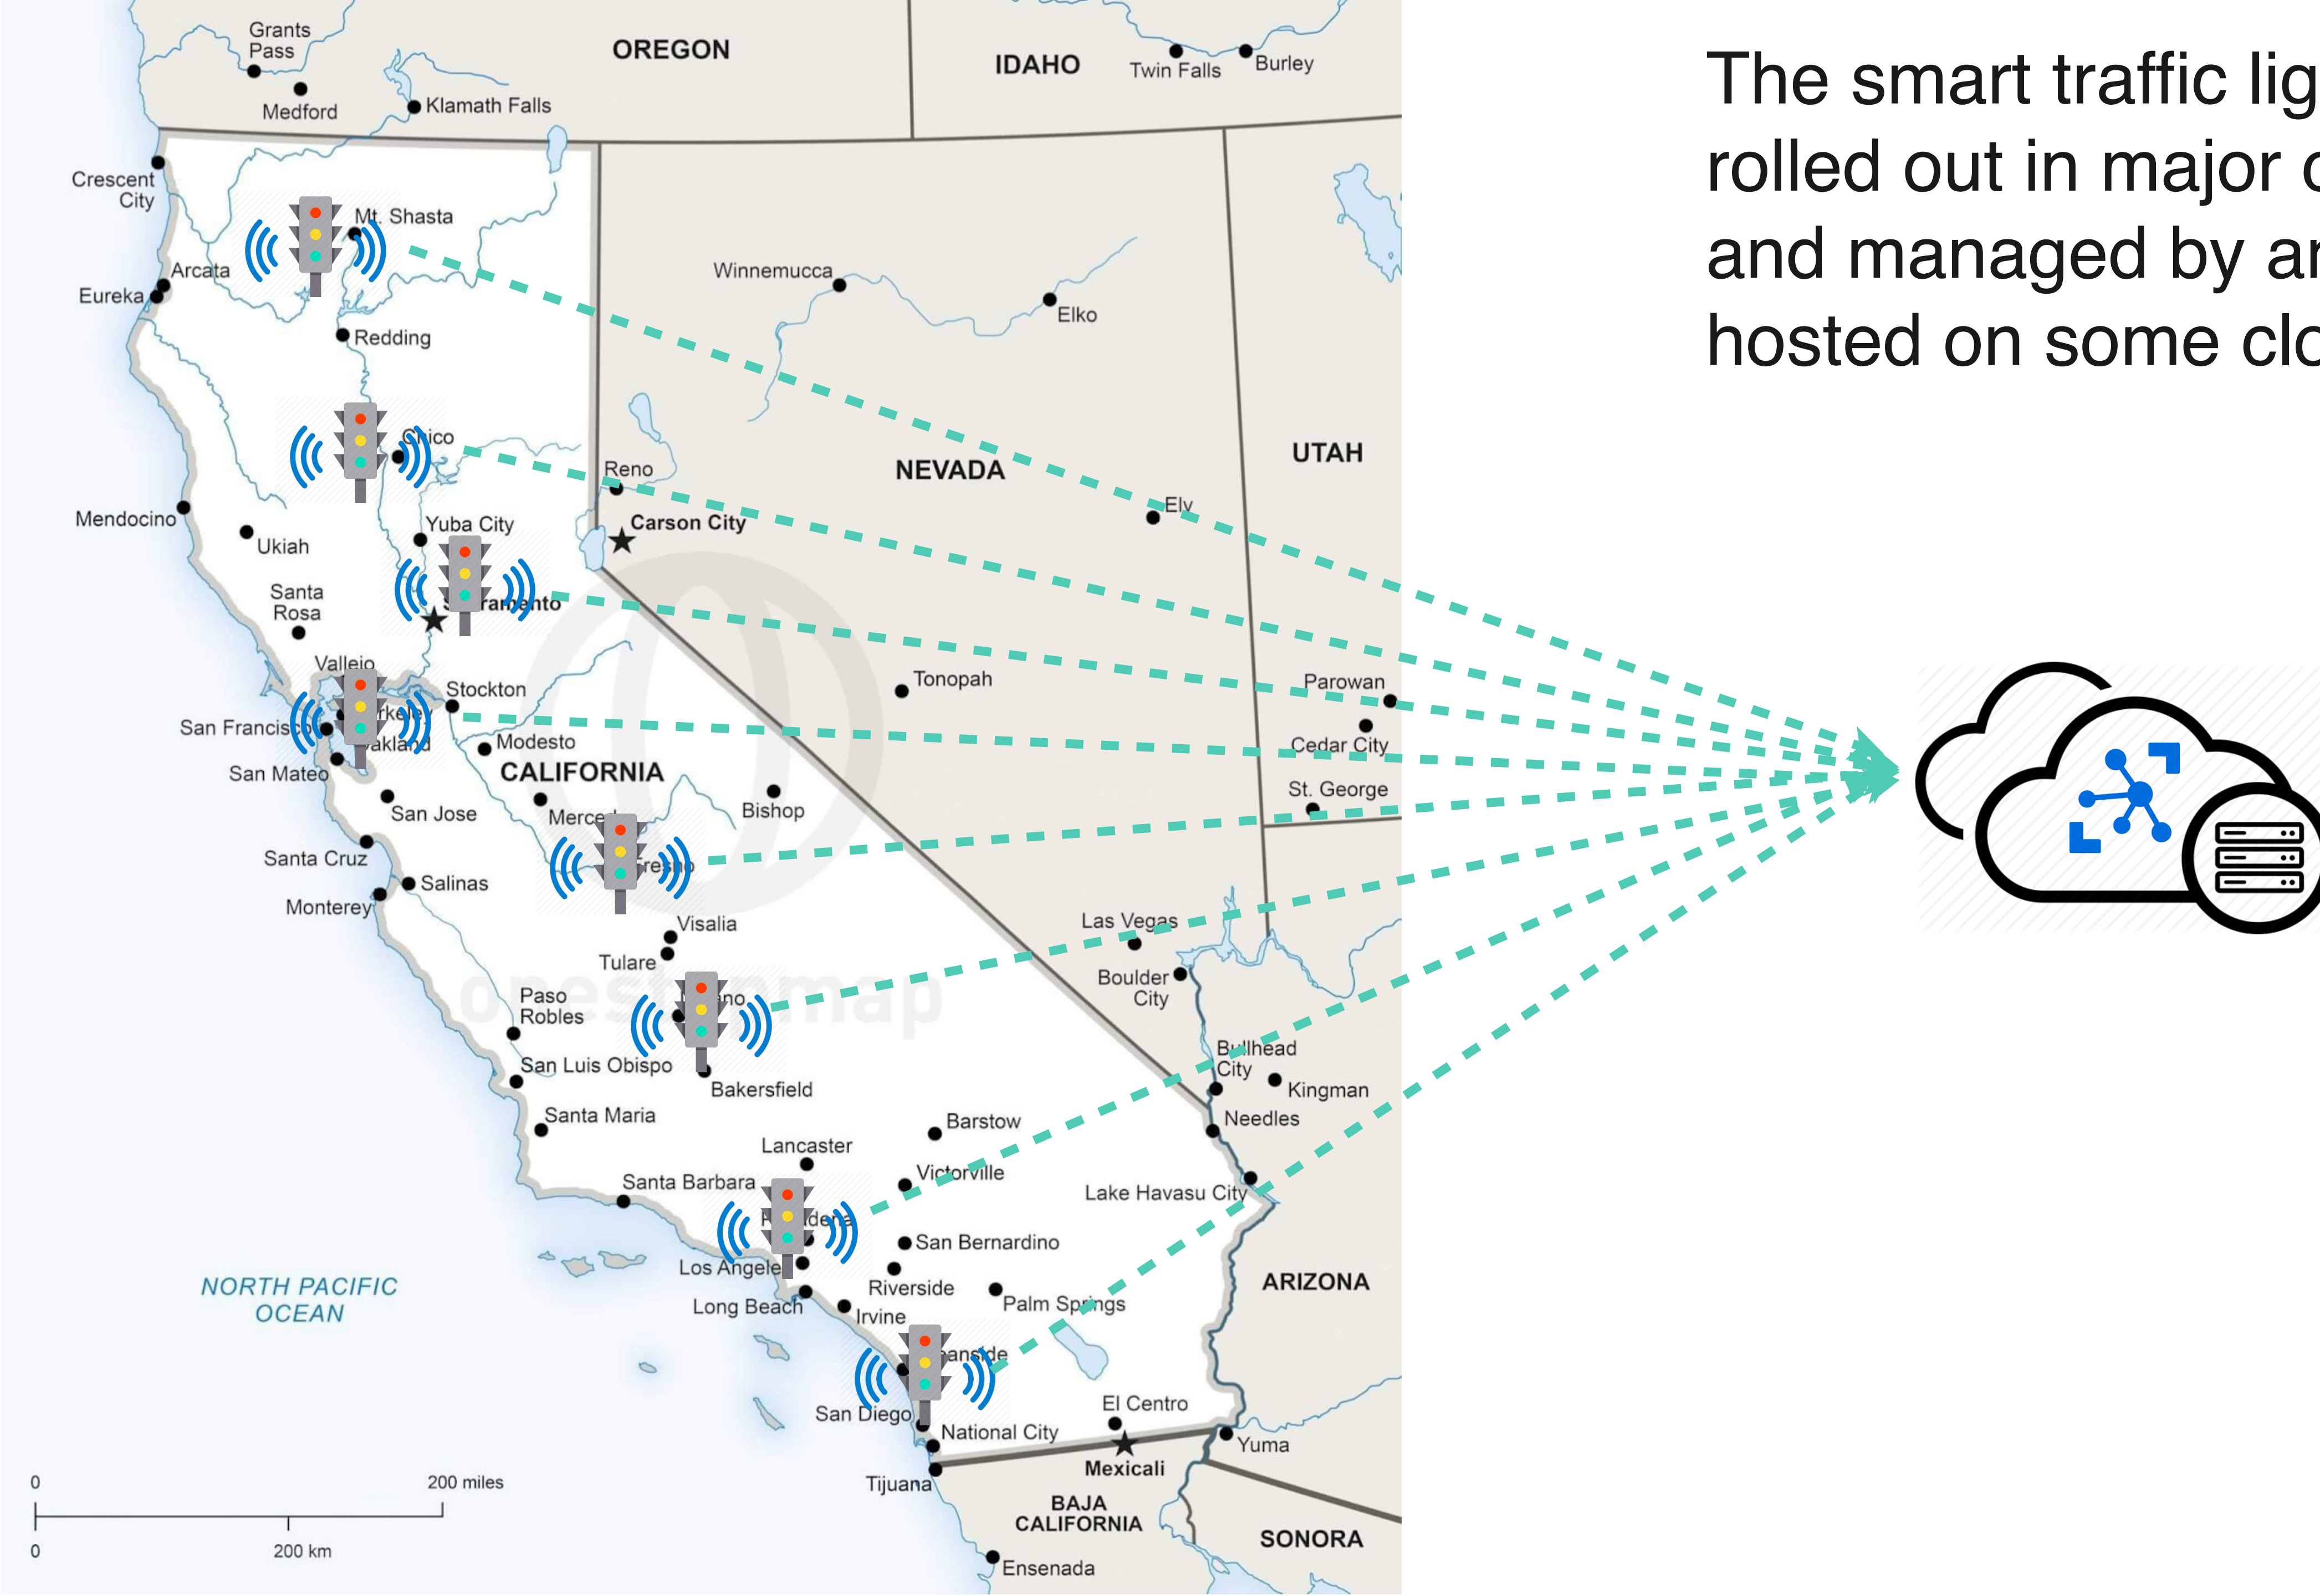 The smart traffic lig
rolled out in major c
and managed by an
hosted on some clo
Grants
Pass
Medford
Klamath Falls
OREGON
IDAHO
Twin Falls
Burley
Crescent
City
Mt. Shasta
Arcata
Eureka
Redding
Winnemucca
Elko
Mendocino
Ukiah
Yuba City
Reno
Carson City
NEVADA
UTAH
Ely
Santa
Rosa
Vallejo
Stockton
San Francisco
San Mateo
Modesto
CALIFORNIA
San Jose
Santa Cruz
Salinas
Monterey
Bishop
Tonopah
Parowan
Cedar City
St. George
Visalia
Tulare
Las Vegas
Boulder
City
Paso
Robles
San Luis Obispo
Bakersfield
Santa Maria
Bullhead
City
Kingman
Needles
Barstow
Lancaster
Santa Barbara
Victorville
Lake Havasu City
San Bernardino
Los Angele
Riverside
Long Beach
Irvine
Palm Springs
ARIZONA
NORTH PACIFIC
OCEAN
San Diego
National City
El Centro
Yuma
Tijuana
Mexicali
BAJA
CALIFORNIA
SONORA
Ensenada
0
200 miles
0
200 km